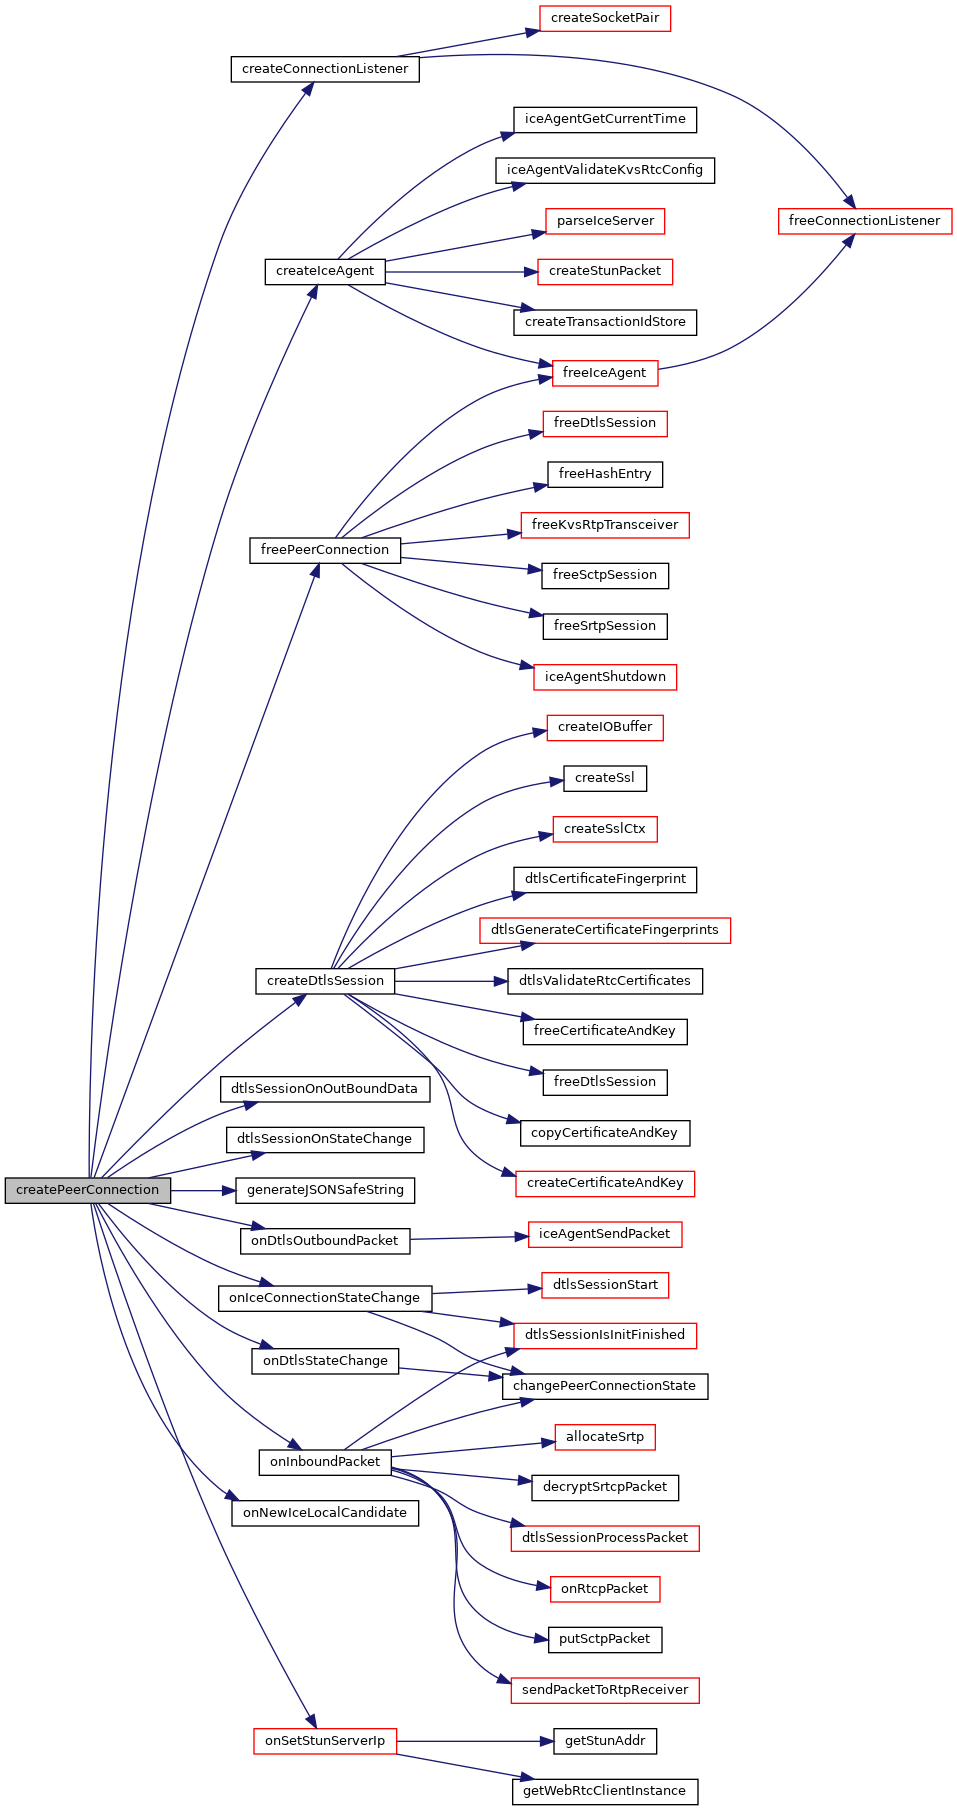 createSocketPair
createConnectionListener
iceAgentGetCurrentTime
iceAgentValidateKvsRtcConfig
parseIceServer
freeConnectionListener
createIceAgent
createStunPacket
createTransactionIdStore
freeIceAgent
freeDtlsSession
freeHashEntry
freeKvsRtpTransceiver
freePeerConnection
freeSctpSession
freeSrtpSession
iceAgentShutdown
createIOBuffer
createSsl
createSslCtx
dtlsCertificateFingerprint
dtlsGenerateCertificateFingerprints
createDtlsSession
dtlsValidateRtcCertificates
freeCertificateAndKey
freeDtlsSession
dtlsSessionOnOutBoundData
copyCertificateAndKey
dtlsSessionOnStateChange
createCertificateAndKey
createPeerConnection
generateJSONSafeString
iceAgentSendPacket
onDtlsOutboundPacket
dtlsSessionStart
onIceConnectionStateChange
dtlsSessionIsInitFinished
onDtlsStateChange
changePeerConnectionState
allocateSrtp
onInboundPacket
decryptSrtcpPacket
onNewIceLocalCandidate
dtlsSessionProcessPacket
onRtcpPacket
putSctpPacket
sendPacketToRtpReceiver
onSetStunServerIp
getStunAddr
getWebRtcClientInstance